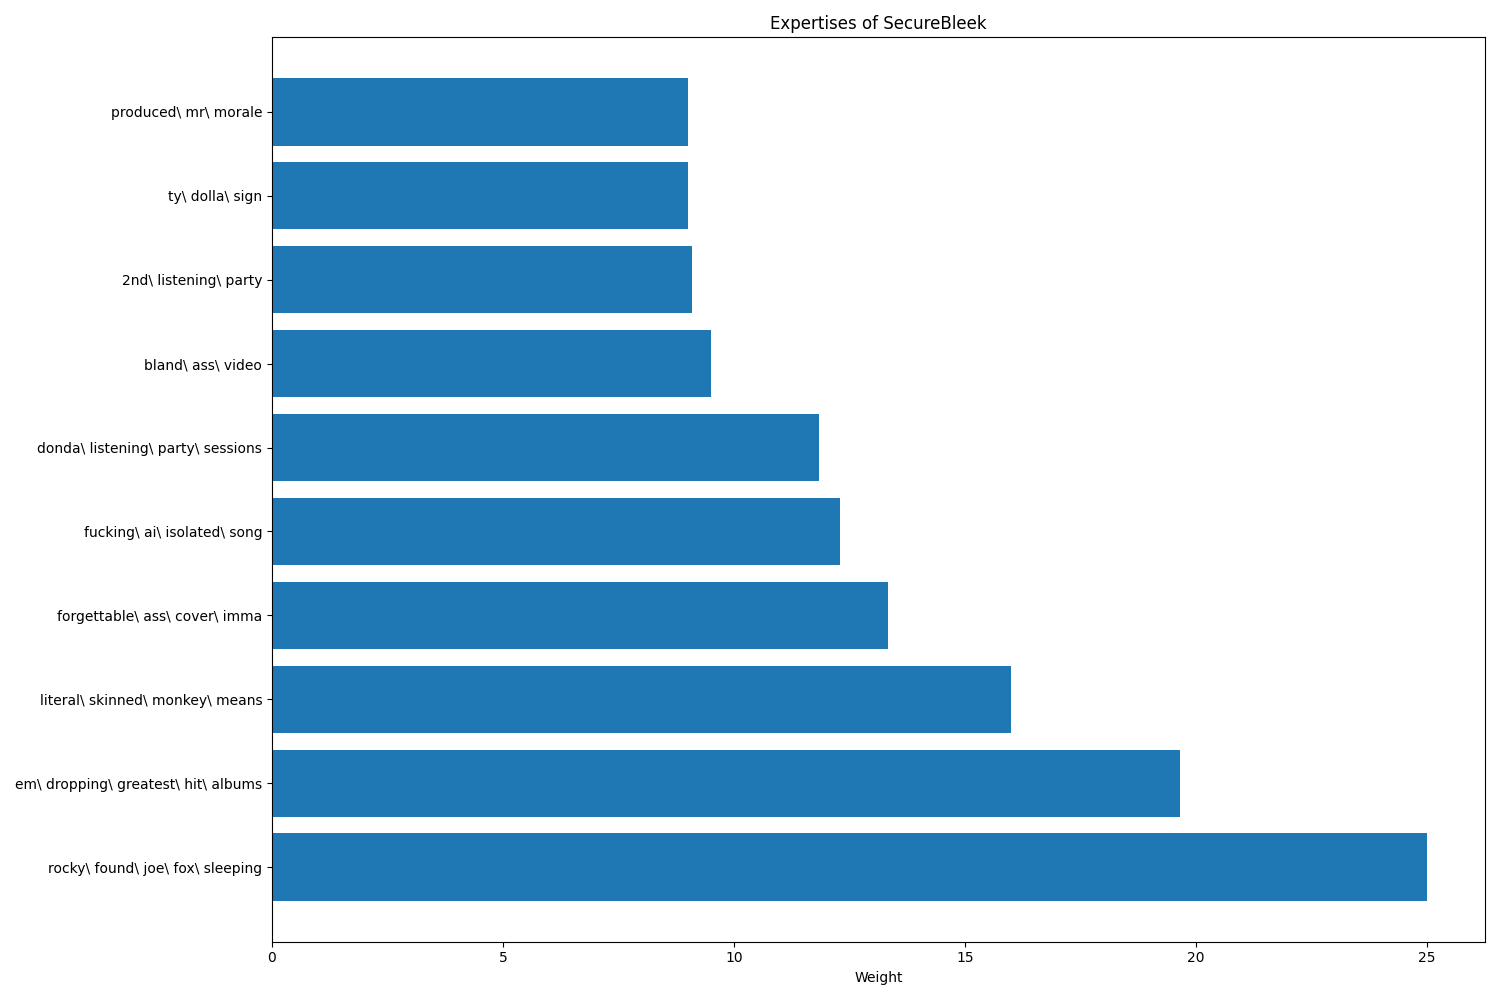 Expertises of SecureBleek
produced\ mr\ morale
ty\ dolla\ sign
2nd\ listening\ party
bland\ ass\ video
donda\ listening\ party\ sessions
fucking\ ai\ isolated\ song
forgettable\ ass\ cover\ imma
literal\ skinned\ monkey\ means
em\ dropping\ greatest\ hit\ albums
rocky\ found\ joe\ fox\ sleeping
0 5 10 15 20 25
Weight